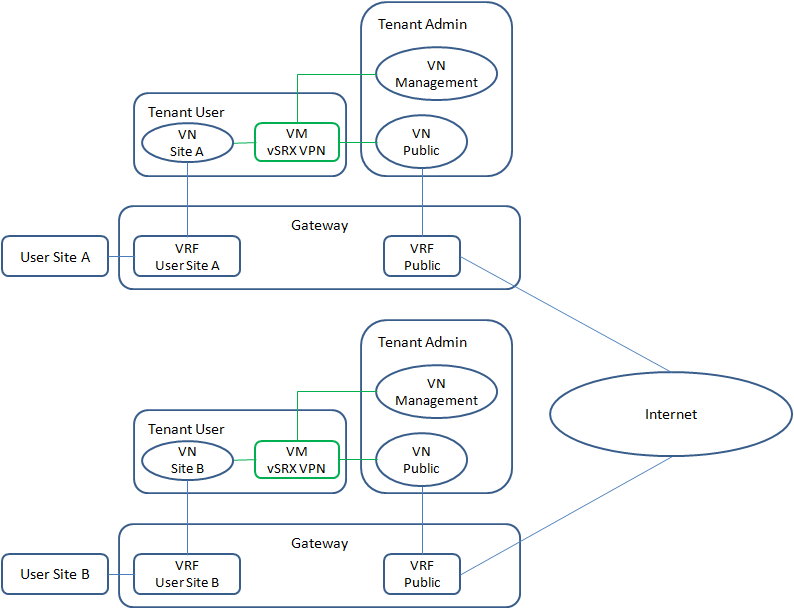 Tenant Admin
VN
Management
Tenant User
VN
Site A
VM
vSRX VPN
VN
Public
Gateway
User Site A
VRF
User Site A
VRF
Public
Tenant Admin
VN
Management
Internet
Tenant User
VN
Site B
VM
vSRX VPN
VN
Public
Gateway
User Site B
VRF
User Site B
VRF
Public